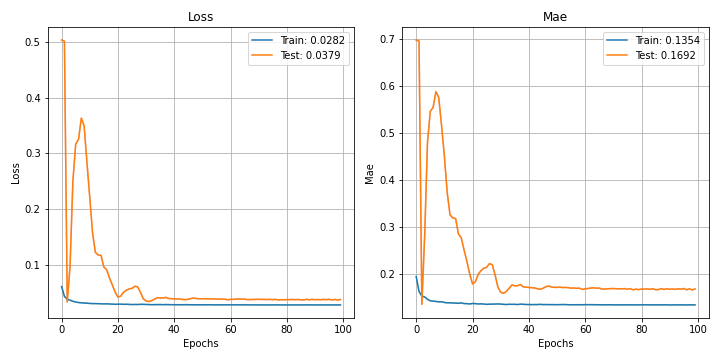 Loss
Train: 0.0282
Test: 0.0379
0.5
0.4
0.3
0.2
0.1
Loss
0 20 40 60 80 100
Epochs
Mae
Train: 0.1354
Test: 0.1692
0.7
0.6
0.5
0.4
0.3
0.2
Mae
0 20 40 60 80 100
Epochs